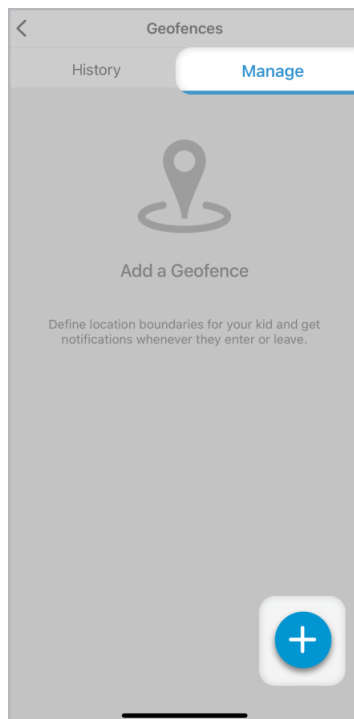 Geofences
History
Manage
Add a Geofence
Define location boundaries for your kid and get
notifications whenever they enter or leave.